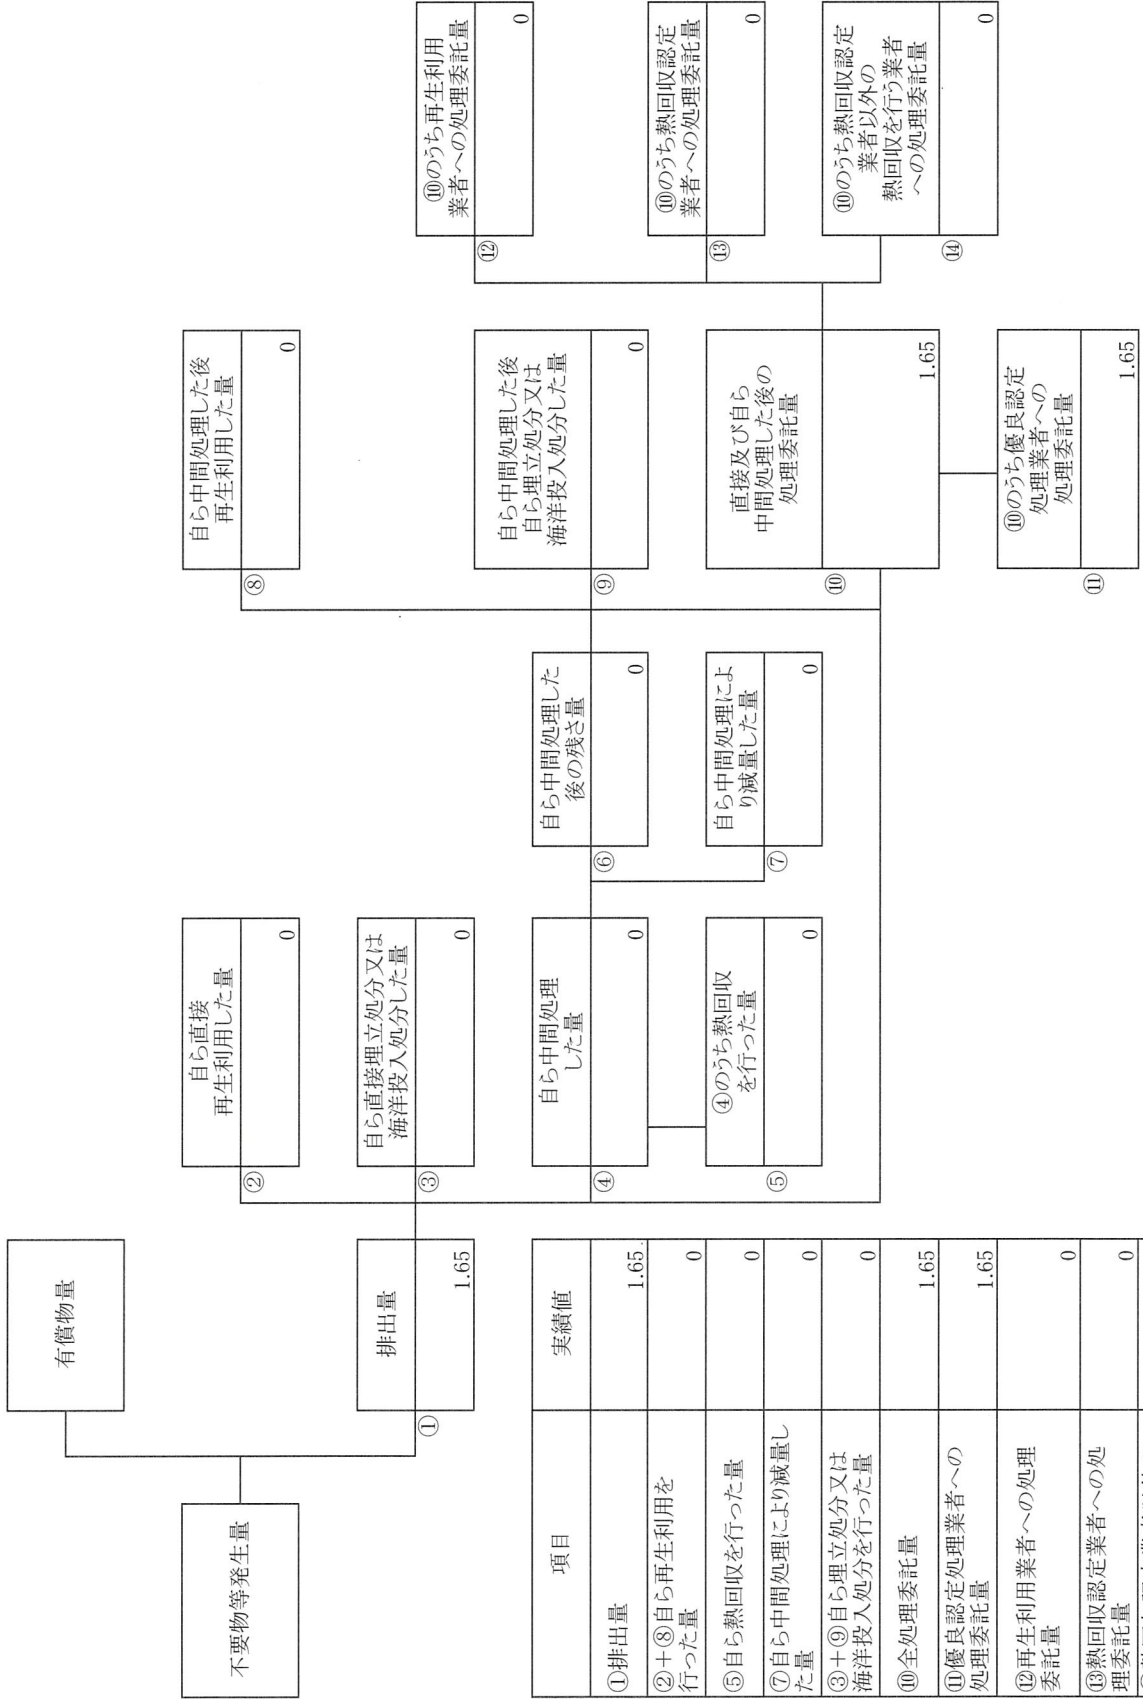 不要物等発生量
有償物量
①
排出量
1.65
②
自ら直接
再生利用した量
0
③
自ら直接埋立処分又は
海洋投入処分した量
0
④
自ら中間処理
した量
0
⑤
④のうち熱回収
を行った量
0
⑥
自ら中間処理した
後の残さ量
0
⑦
自ら中間処理によ
り減量した量
0
⑧
自ら中間処理した後
再生利用した量
0
⑨
自ら中間処理した後
自ら埋立処分又は
海洋投入処分した量
0
⑩
直接及び自ら
中間処理した後の
処理委託量
1.65
⑪
⑩のうち優良認定
処理業者への
処理委託量
1.65
⑫
⑩のうち再生利用
業者への処理委託量
0
⑬
⑩のうち熱回収認定
業者への処理委託量
0
⑭
⑩のうち熱回収認定
業者以外の
熱回収を行う業者
への処理委託量
0
項目 実績値
①排出量 1.65
②+⑧自ら再生利用を
行った量 0
⑤自ら熱回収を行った量 0
⑦自ら中間処理により減量し
た量 0
③+⑨自ら埋立処分又は
海洋投入処分を行った量 0
⑩全処理委託量 1.65
⑪優良認定処理業者への
処理委託量 1.65
⑫再生利用業者への処理
委託量 0
⑬熱回収認定業者への処
理委託量 0